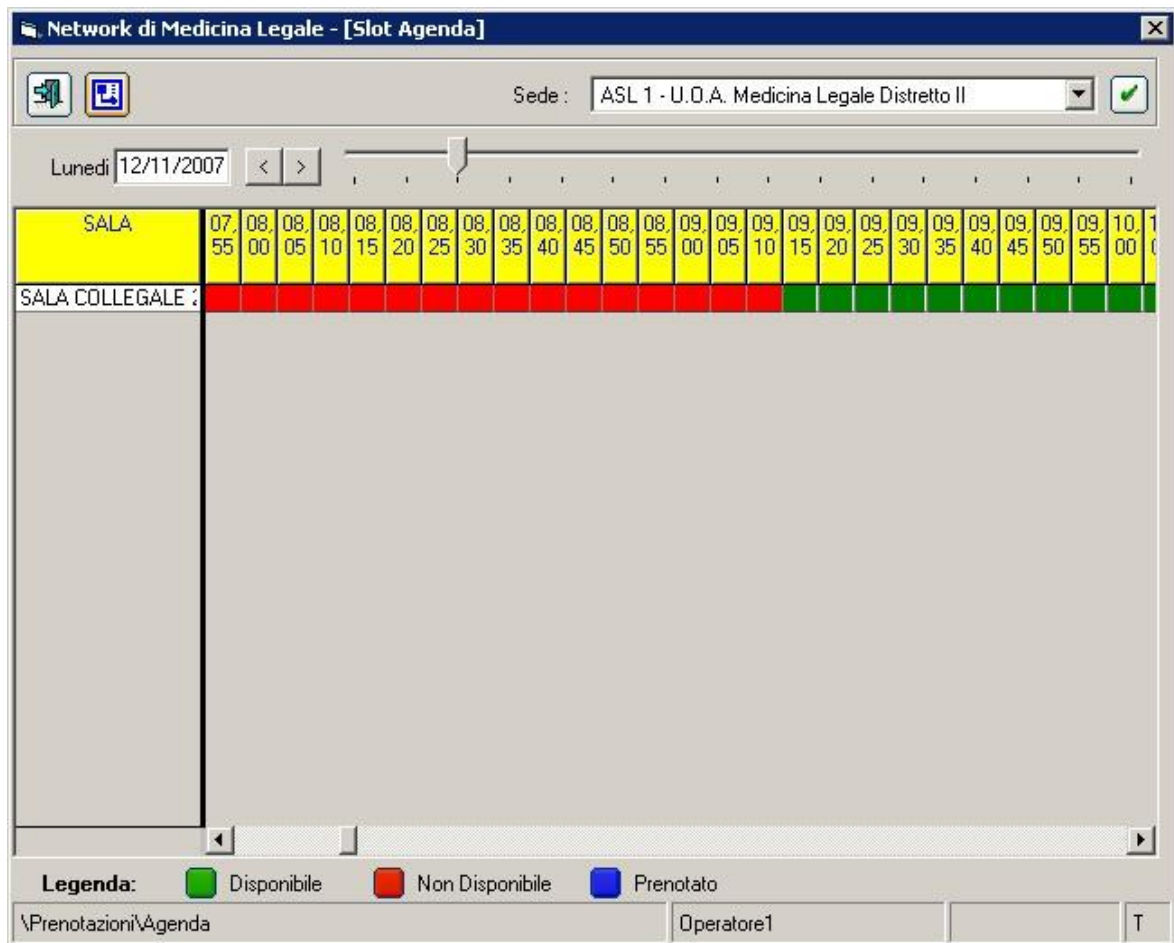 Network di Medicina Legale - [Slot Agenda]
Sede : ASL 1 - U.O.A. Medicina Legale Distretto II
Lunedi 12/11/2007 < >
SALA 07, 08, 08, 08, 08, 08, 08, 08, 08, 08, 08, 08, 08, 09, 09, 09, 09, 09, 09, 09, 09, 09, 09, 09, 09, 10,
55 00 05 10 15 20 25 30 35 40 45 50 55 00 05 10 15 20 25 30 35 40 45 50 55 00
SALA COLLEGALE
Legenda: Disponibile Non Disponibile Prenotato
\Prenotazioni\Agenda Operatore1 T